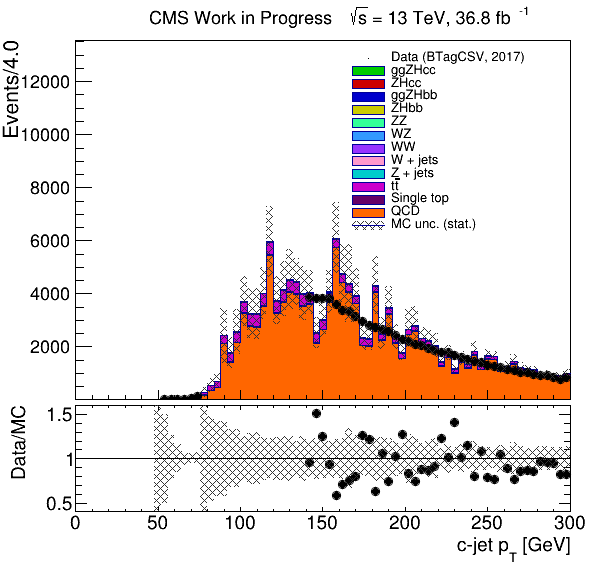 CMS Work in Progress √s = 13 TeV, 36.8 fb⁻¹
Events/4.0
12000
10000
8000
6000
4000
2000
Data (BTagCSV, 2017)
ggZHcc
ZHcc
ggZHbb
ZHbb
ZZ
WZ
WW
W + jets
Z + jets
tt̅
Single top
QCD
MC unc. (stat.)
Data/MC
1.5
1
0.5
0 50 100 150 200 250 300
c-jet p_T [GeV]